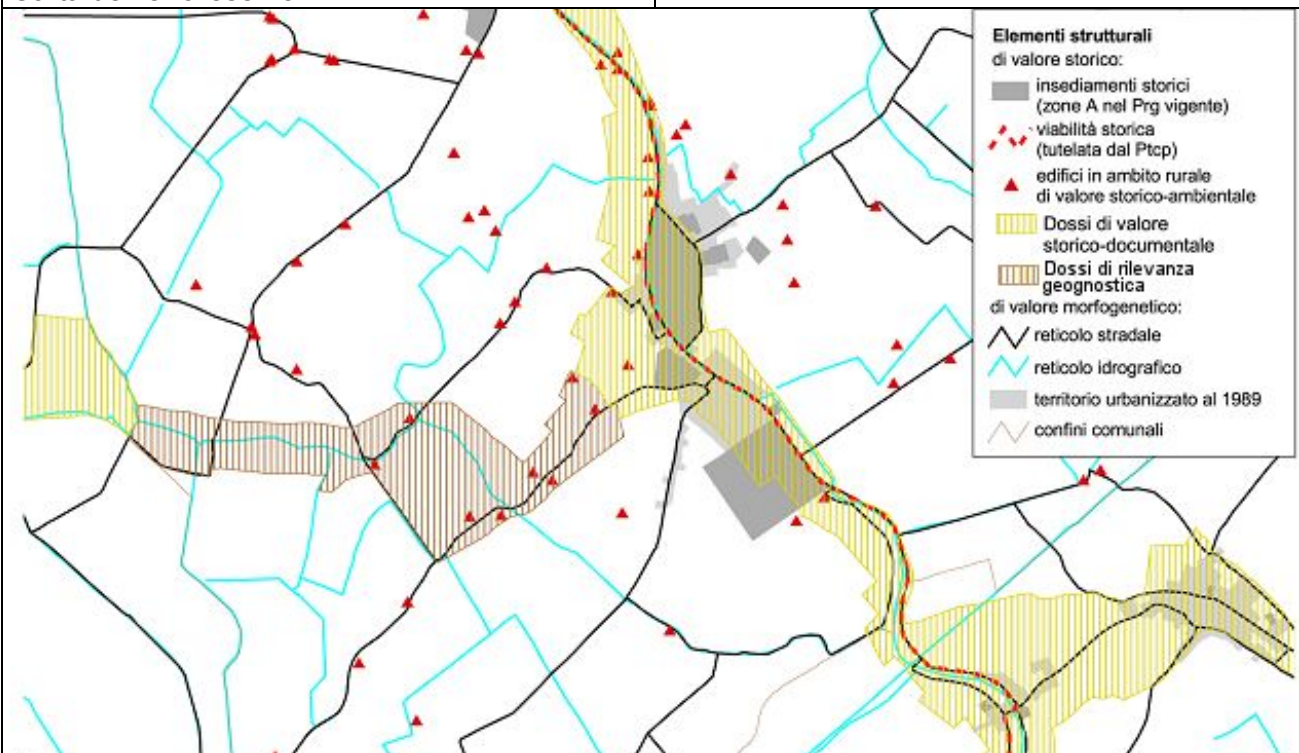 Elementi strutturali
di valore storico:
insediamenti storici
(zone A nel Prg vigente)
viabilità storica
(tutelata dal Ptcp)
edifici in ambito rurale
di valore storico-ambientale
Dossi di valore
storico-documentale
Dossi di rilevanza
geognostica
di valore morfogenetico:
reticolo stradale
reticolo idrografico
territorio urbanizzato al 1989
confini comunali